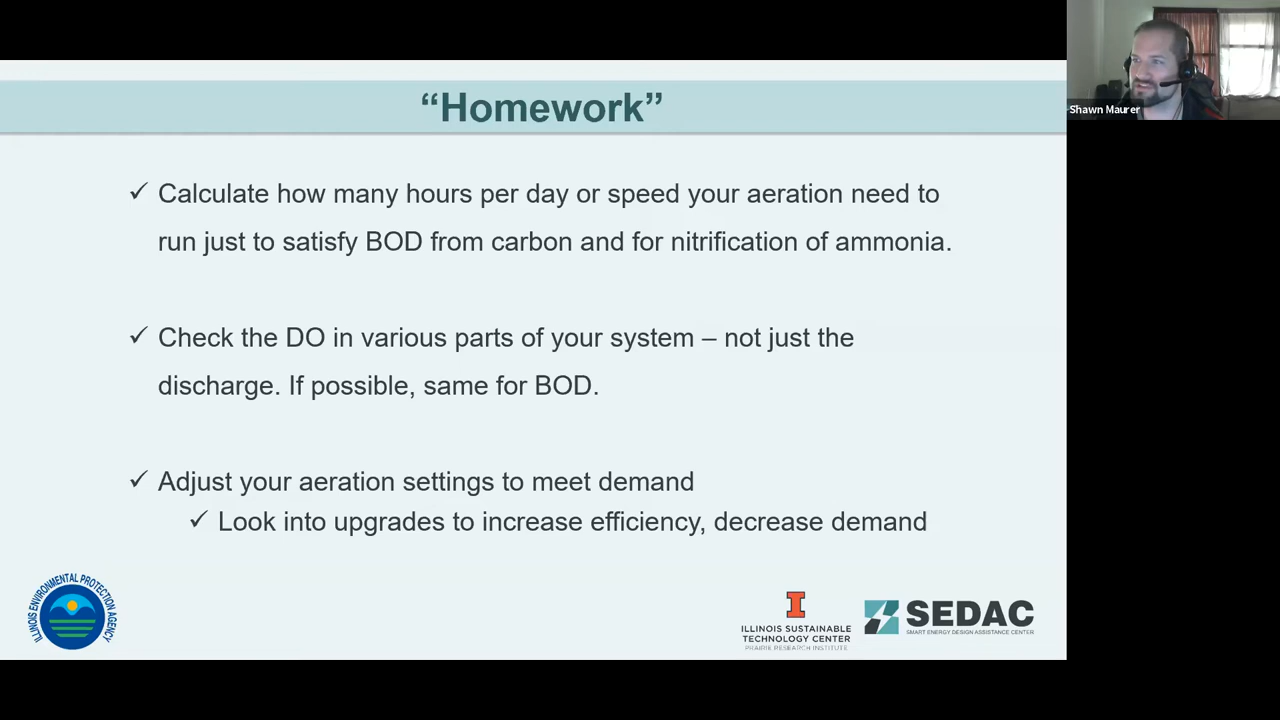 “Homework”
Shawn Maurer
✓ Calculate how many hours per day or speed your aeration need to
run just to satisfy BOD from carbon and for nitrification of ammonia.
✓ Check the DO in various parts of your system – not just the
discharge. If possible, same for BOD.
✓ Adjust your aeration settings to meet demand
✓ Look into upgrades to increase efficiency, decrease demand
ILLINOIS ENVIRONMENTAL PROTECTION AGENCY
I
ILLINOIS SUSTAINABLE
TECHNOLOGY CENTER
PRAIRIE RESEARCH INSTITUTE
SEDAC
SMART ENERGY DESIGN ASSISTANCE CENTER